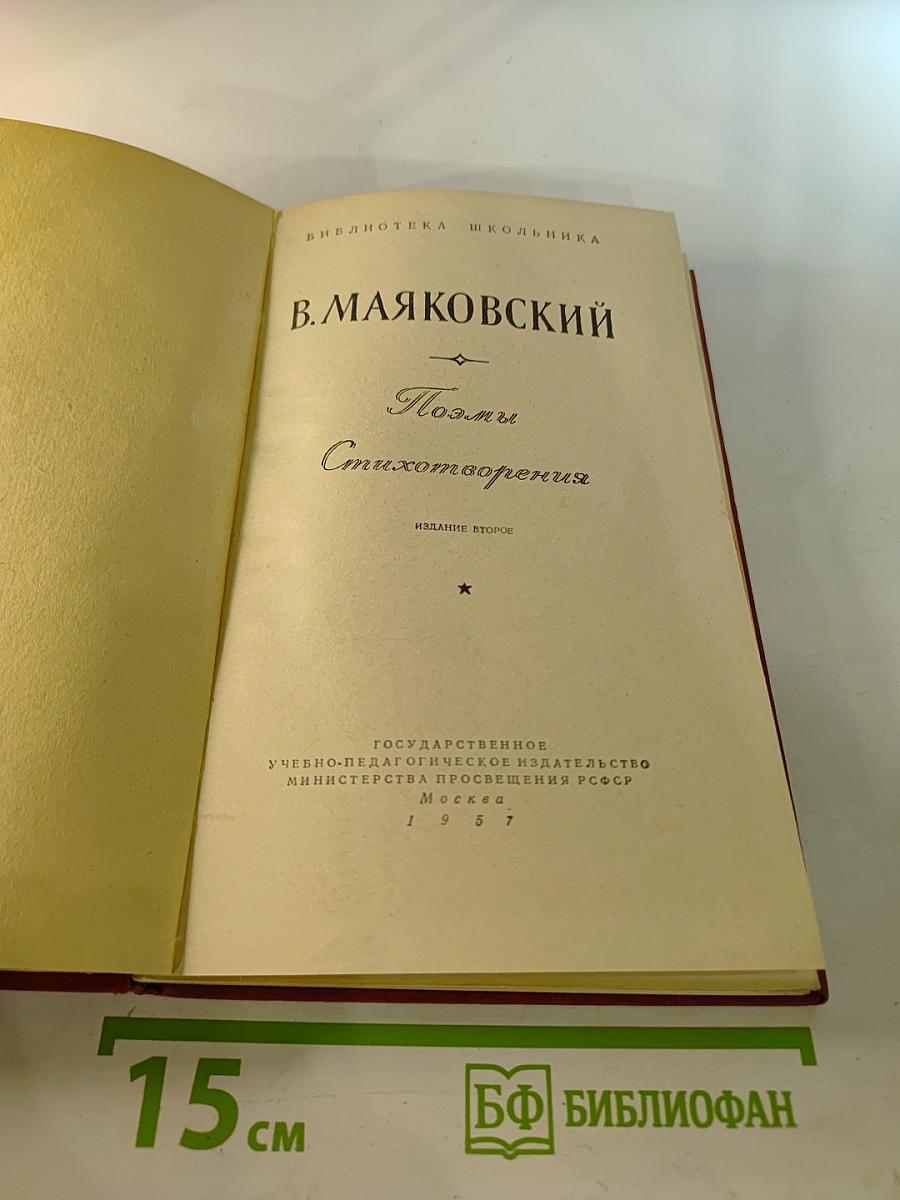 БИБЛИОТЕКА ШКОЛЬНИКА
В. МАЯКОВСКИЙ
Поэмы
Стихотворения
ИЗДАНИЕ ВТОРОЕ
ГОСУДАРСТВЕННОЕ
УЧЕБНО-ПЕДАГОГИЧЕСКОЕ ИЗДАТЕЛЬСТВО
МИНИСТЕРСТВА ПРОСВЕЩЕНИЯ РСФСР
Москва
1957
15 см
БФ БИБЛИОФАН